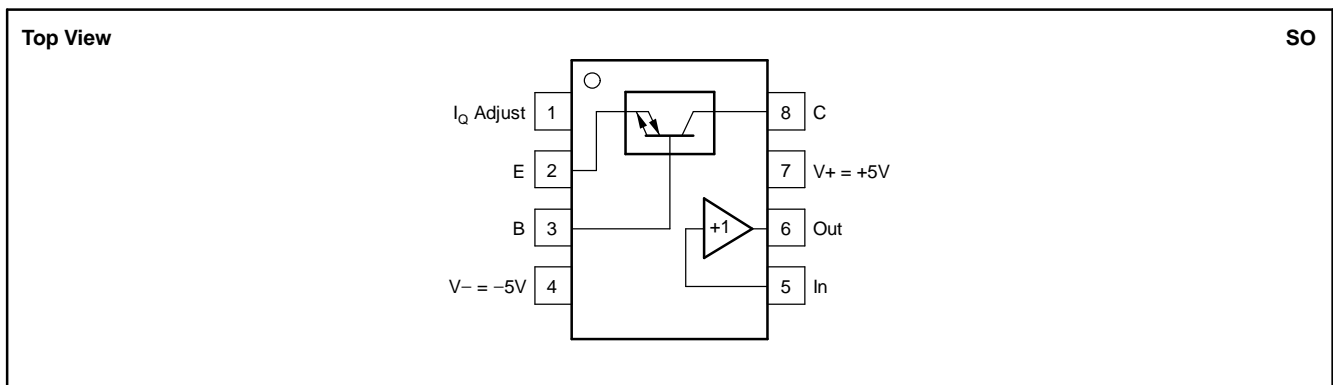 Top View
SO
I_Q Adjust 1
8 C
E 2
7 V+ = +5V
B 3
+1
6 Out
V− = −5V 4
5 In